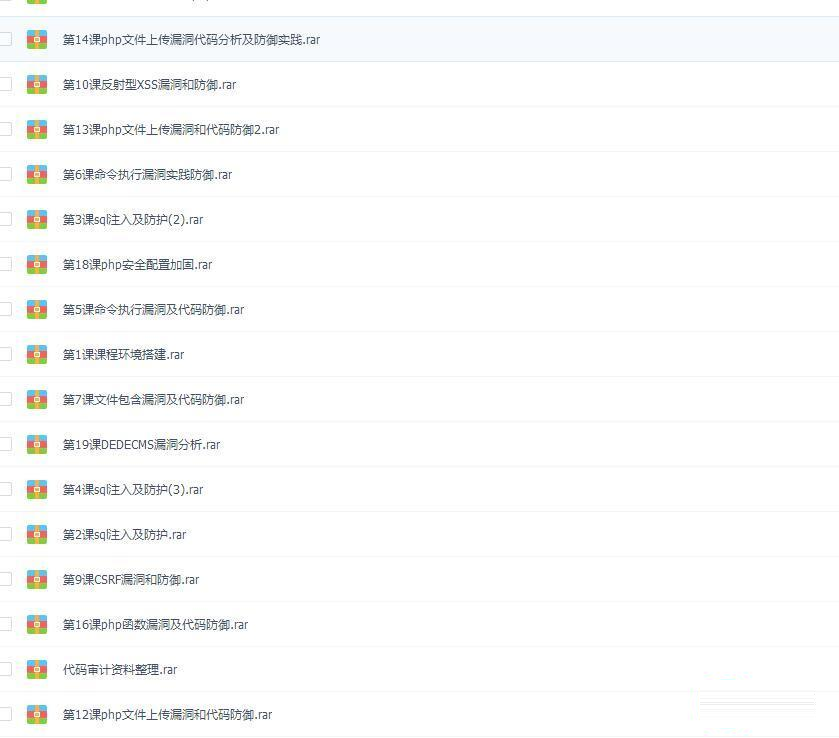 第14课php文件上传漏洞代码分析及防御实践.rar
第10课反射型XSS漏洞和防御.rar
第13课php文件上传漏洞和代码防御2.rar
第6课命令执行漏洞实践防御.rar
第3课sql注入及防护(2).rar
第18课php安全配置加固.rar
第5课命令执行漏洞及代码防御.rar
第1课课程环境搭建.rar
第7课文件包含漏洞及代码防御.rar
第19课DEDECMS漏洞分析.rar
第4课sql注入及防护(3).rar
第2课sql注入及防护.rar
第9课CSRF漏洞和防御.rar
第16课php函数漏洞及代码防御.rar
代码审计资料整理.rar
第12课php文件上传漏洞和代码防御.rar